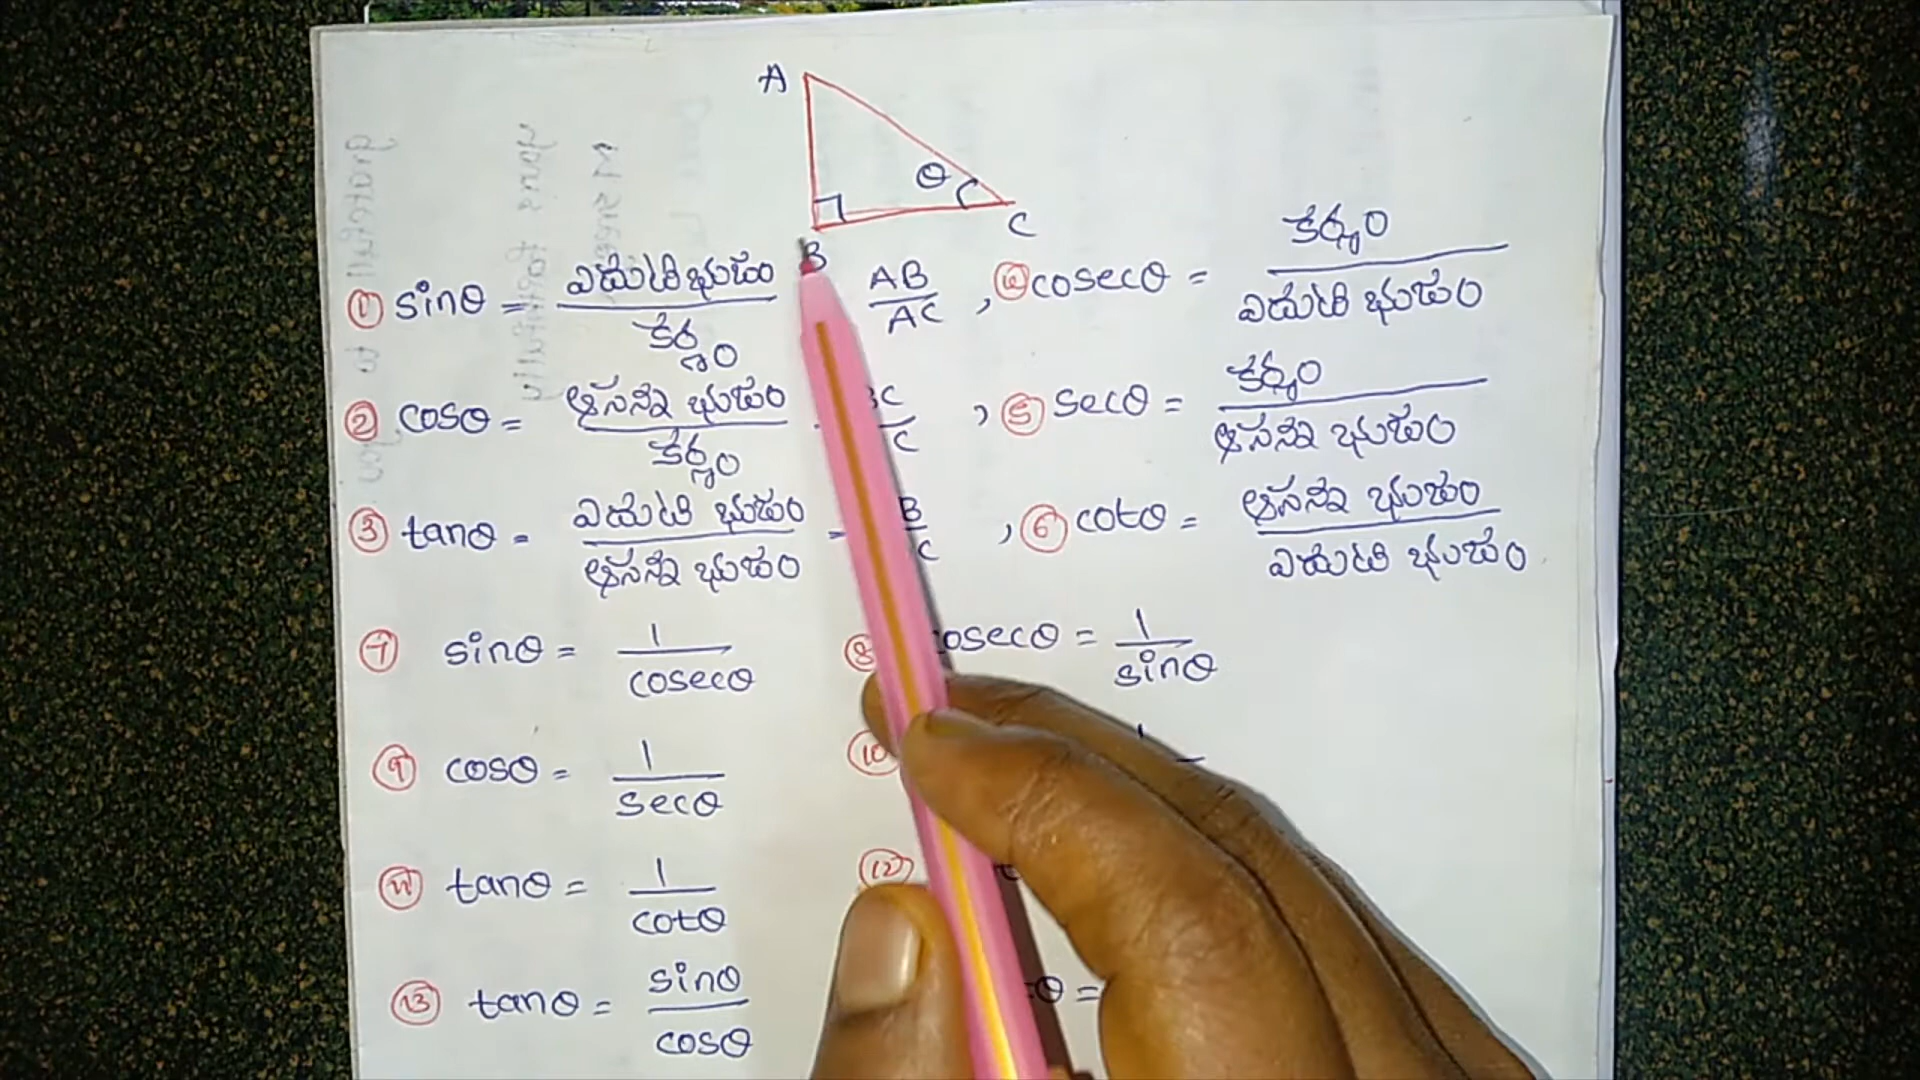 A
θ
C
B
① sinθ = ఎదుటి భుజం / కర్ణం AB / AC , ④ cosecθ = కర్ణం / ఎదుటి భుజం
② cosθ = ఆసన్న భుజం / కర్ణం , ⑤ secθ = కర్ణం / ఆసన్న భుజం
③ tanθ = ఎదుటి భుజం / ఆసన్న భుజం = , ⑥ cotθ = ఆసన్న భుజం / ఎదుటి భుజం
⑦ sinθ = 1 / cosecθ ⑧ cosecθ = 1 / sinθ
⑨ cosθ = 1 / secθ ⑩
⑪ tanθ = 1 / cotθ ⑫
⑬ tanθ = sinθ / cosθ θ =